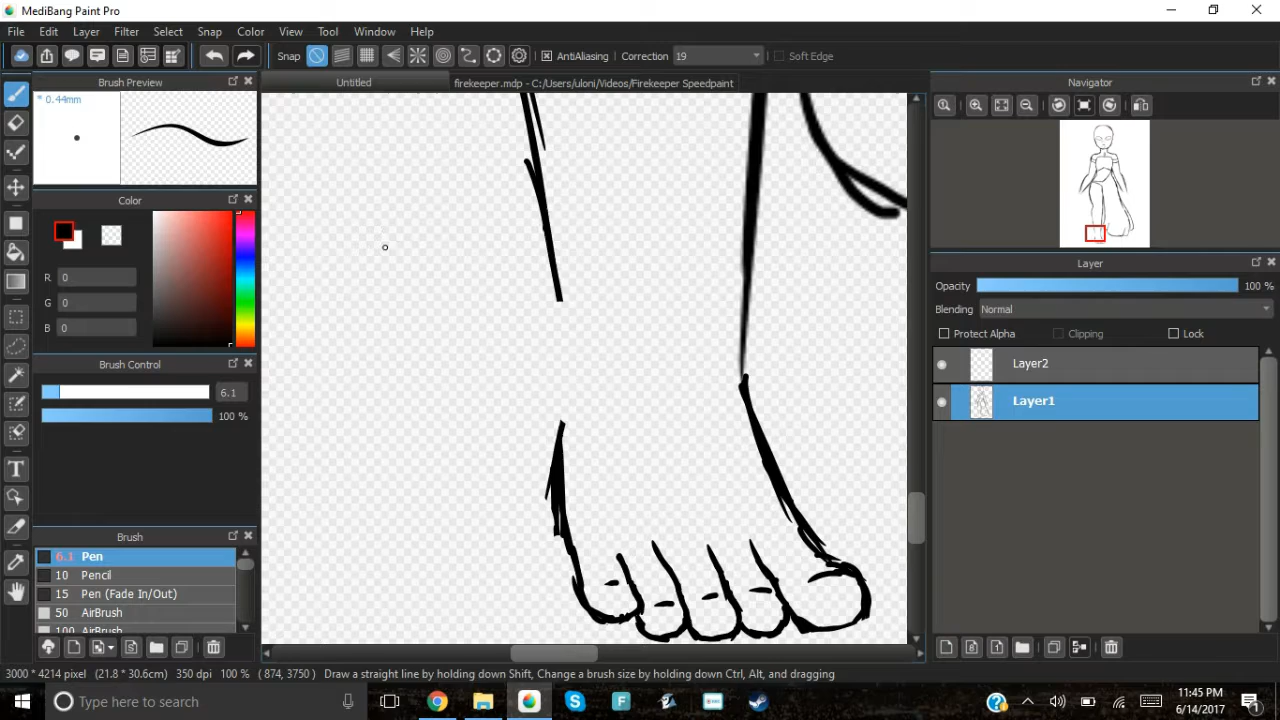 MediBang Paint Pro
File Edit Layer Filter Select Snap Color View Tool Window Help
Snap AntiAliasing Correction 19 Soft Edge
Brush Preview
Untitled
firekeeper.mdp - C:/Users/uloni/Videos/Firekeeper Speedpaint
Navigator
* 0.44mm
Color
R 0
G 0
B 0
Layer
Opacity 100 %
Blending Normal
Protect Alpha Clipping Lock
Layer2
Layer1
Brush Control
6.1
100 %
Brush
6.1 Pen
10 Pencil
15 Pen (Fade In/Out)
50 AirBrush
100 AirBrush
3000 * 4214 pixel (21.8 * 30.6cm) 350 dpi 100 % ( 874, 3750 ) Draw a straight line by holding down Shift, Change a brush size by holding down Ctrl, Alt, and dragging
Type here to search
11:45 PM
6/14/2017